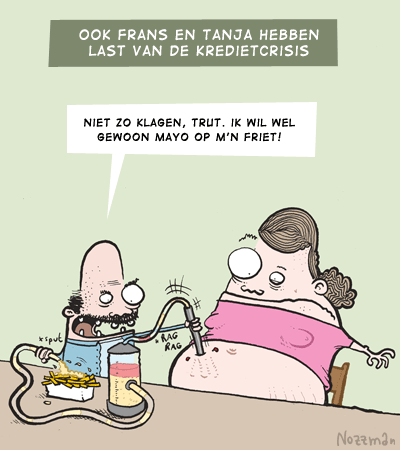 OOK FRANS EN TANJA HEBBEN
LAST VAN DE KREDIETCRISIS
NIET ZO KLAGEN, TRUT. IK WIL WEL
GEWOON MAYO OP M'N FRIET!
*sput
*RAG
RAG
Nozzman